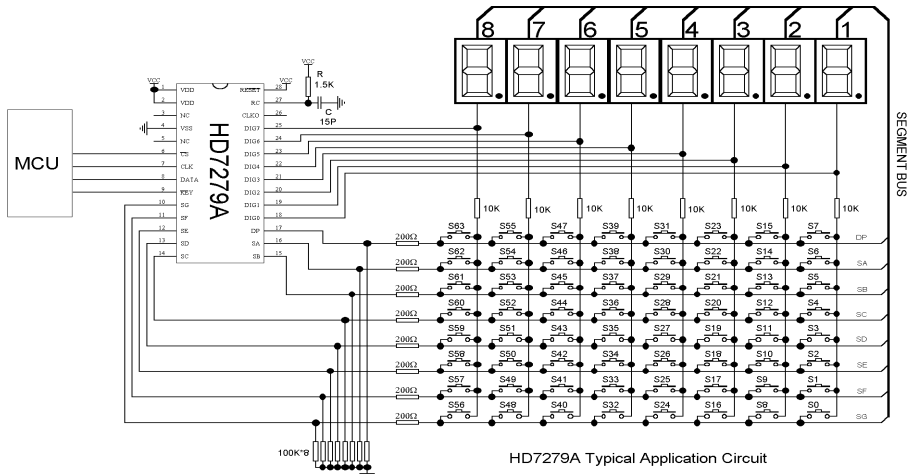 8 7 6 5 4 3 2 1
SEGMENT BUS
VCC
R
1.5K
C
15P
VCC
VCC
1 VDD
2 VDD
3 NC
4 VSS
5 NC
6 CS
7 CLK
8 DATA
9 KEY
10 SG
11 SF
12 SE
13 SD
14 SC
HD7279A
RESET 28
RC 27
CLKO 26
DIG7 25
DIG6 24
DIG5 23
DIG4 22
DIG3 21
DIG2 20
DIG1 19
DIG0 18
DP 17
SA 16
SB 15
MCU
10K 10K 10K 10K 10K 10K 10K 10K
200Ω S63 S55 S47 S39 S31 S23 S15 S7 DP
200Ω S62 S54 S46 S38 S30 S22 S14 S6 SA
200Ω S61 S53 S45 S37 S29 S21 S13 S5 SB
200Ω S60 S52 S44 S36 S28 S20 S12 S4 SC
200Ω S59 S51 S43 S35 S27 S19 S11 S3 SD
200Ω S58 S50 S42 S34 S26 S18 S10 S2 SE
200Ω S57 S49 S41 S33 S25 S17 S9 S1 SF
200Ω S56 S48 S40 S32 S24 S16 S8 S0 SG
100K*8
HD7279A Typical Application Circuit